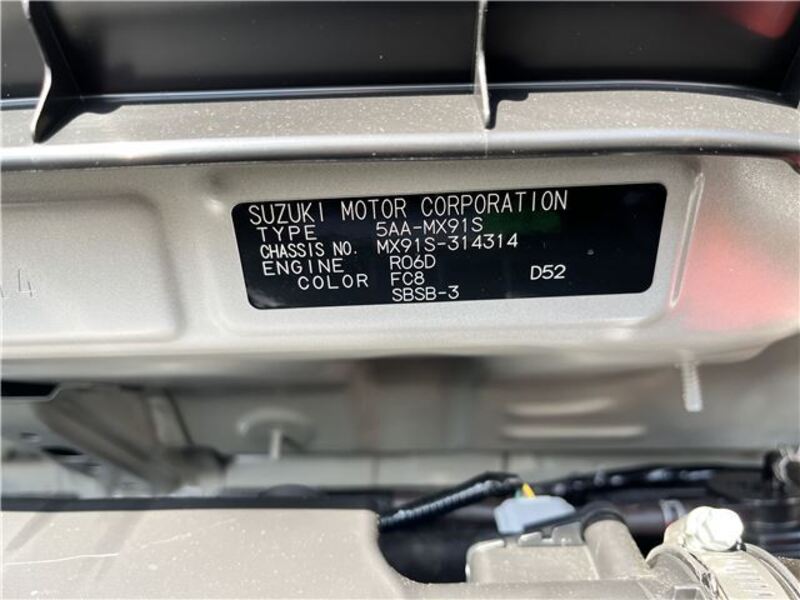 SUZUKI MOTOR CORPORATION
TYPE 5AA-MX91S
CHASSIS NO. MX91S-314314
ENGINE R06D
COLOR FC8 D52
SBSB-3